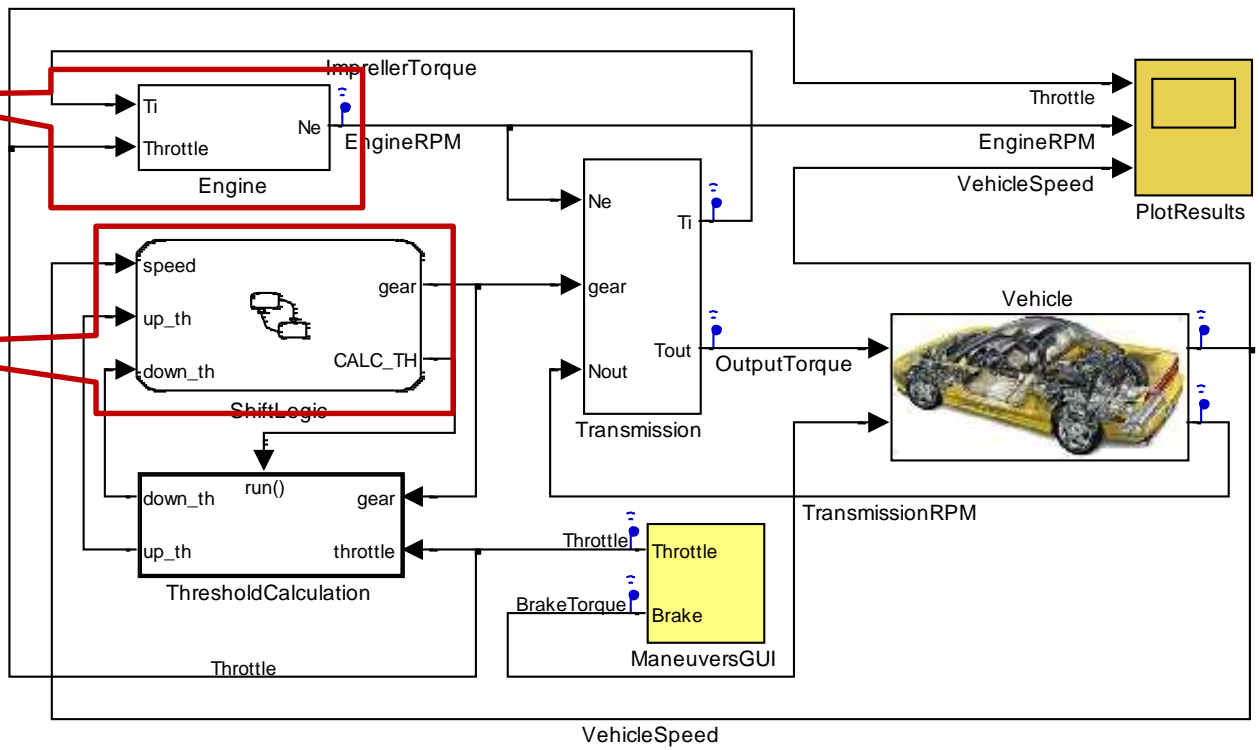 ImprellerTorque
Ti
Throttle
Ne
Engine
EngineRPM
Throttle
EngineRPM
VehicleSpeed
PlotResults
speed
up_th
down_th
gear
CALC_TH
ShiftLogic
Ne
gear
Nout
Ti
Tout
Transmission
OutputTorque
Vehicle
TransmissionRPM
run()
down_th
up_th
gear
throttle
ThresholdCalculation
Throttle
BrakeTorque
Throttle
Brake
ManeuversGUI
Throttle
VehicleSpeed